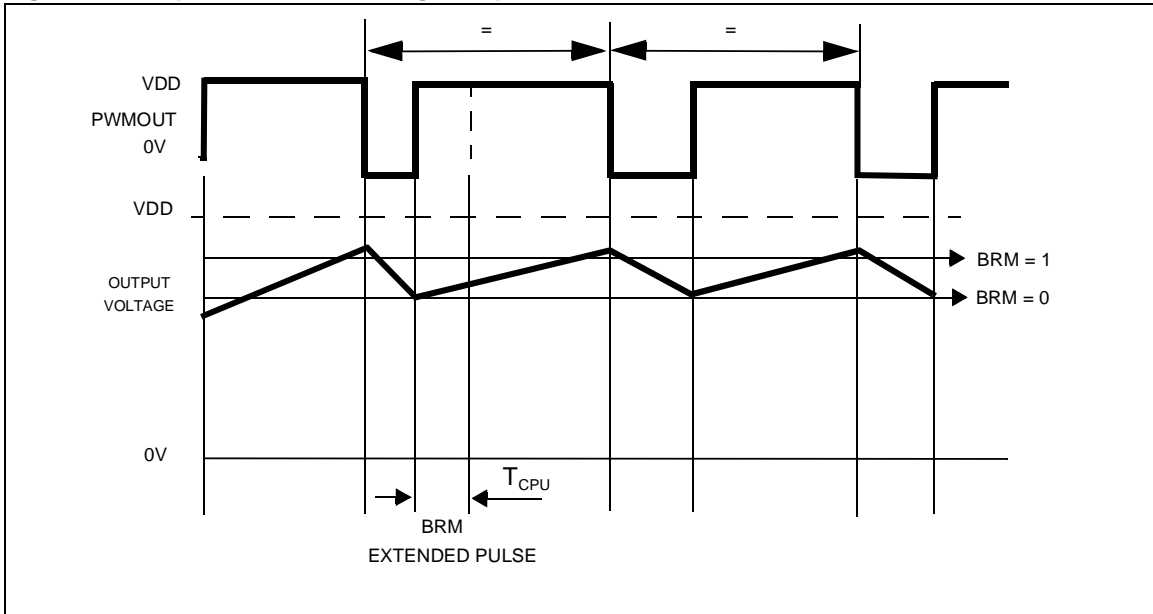 = =
VDD
PWMOUT
0V
VDD
BRM = 1
OUTPUT
VOLTAGE
BRM = 0
0V
TCPU
BRM
EXTENDED PULSE